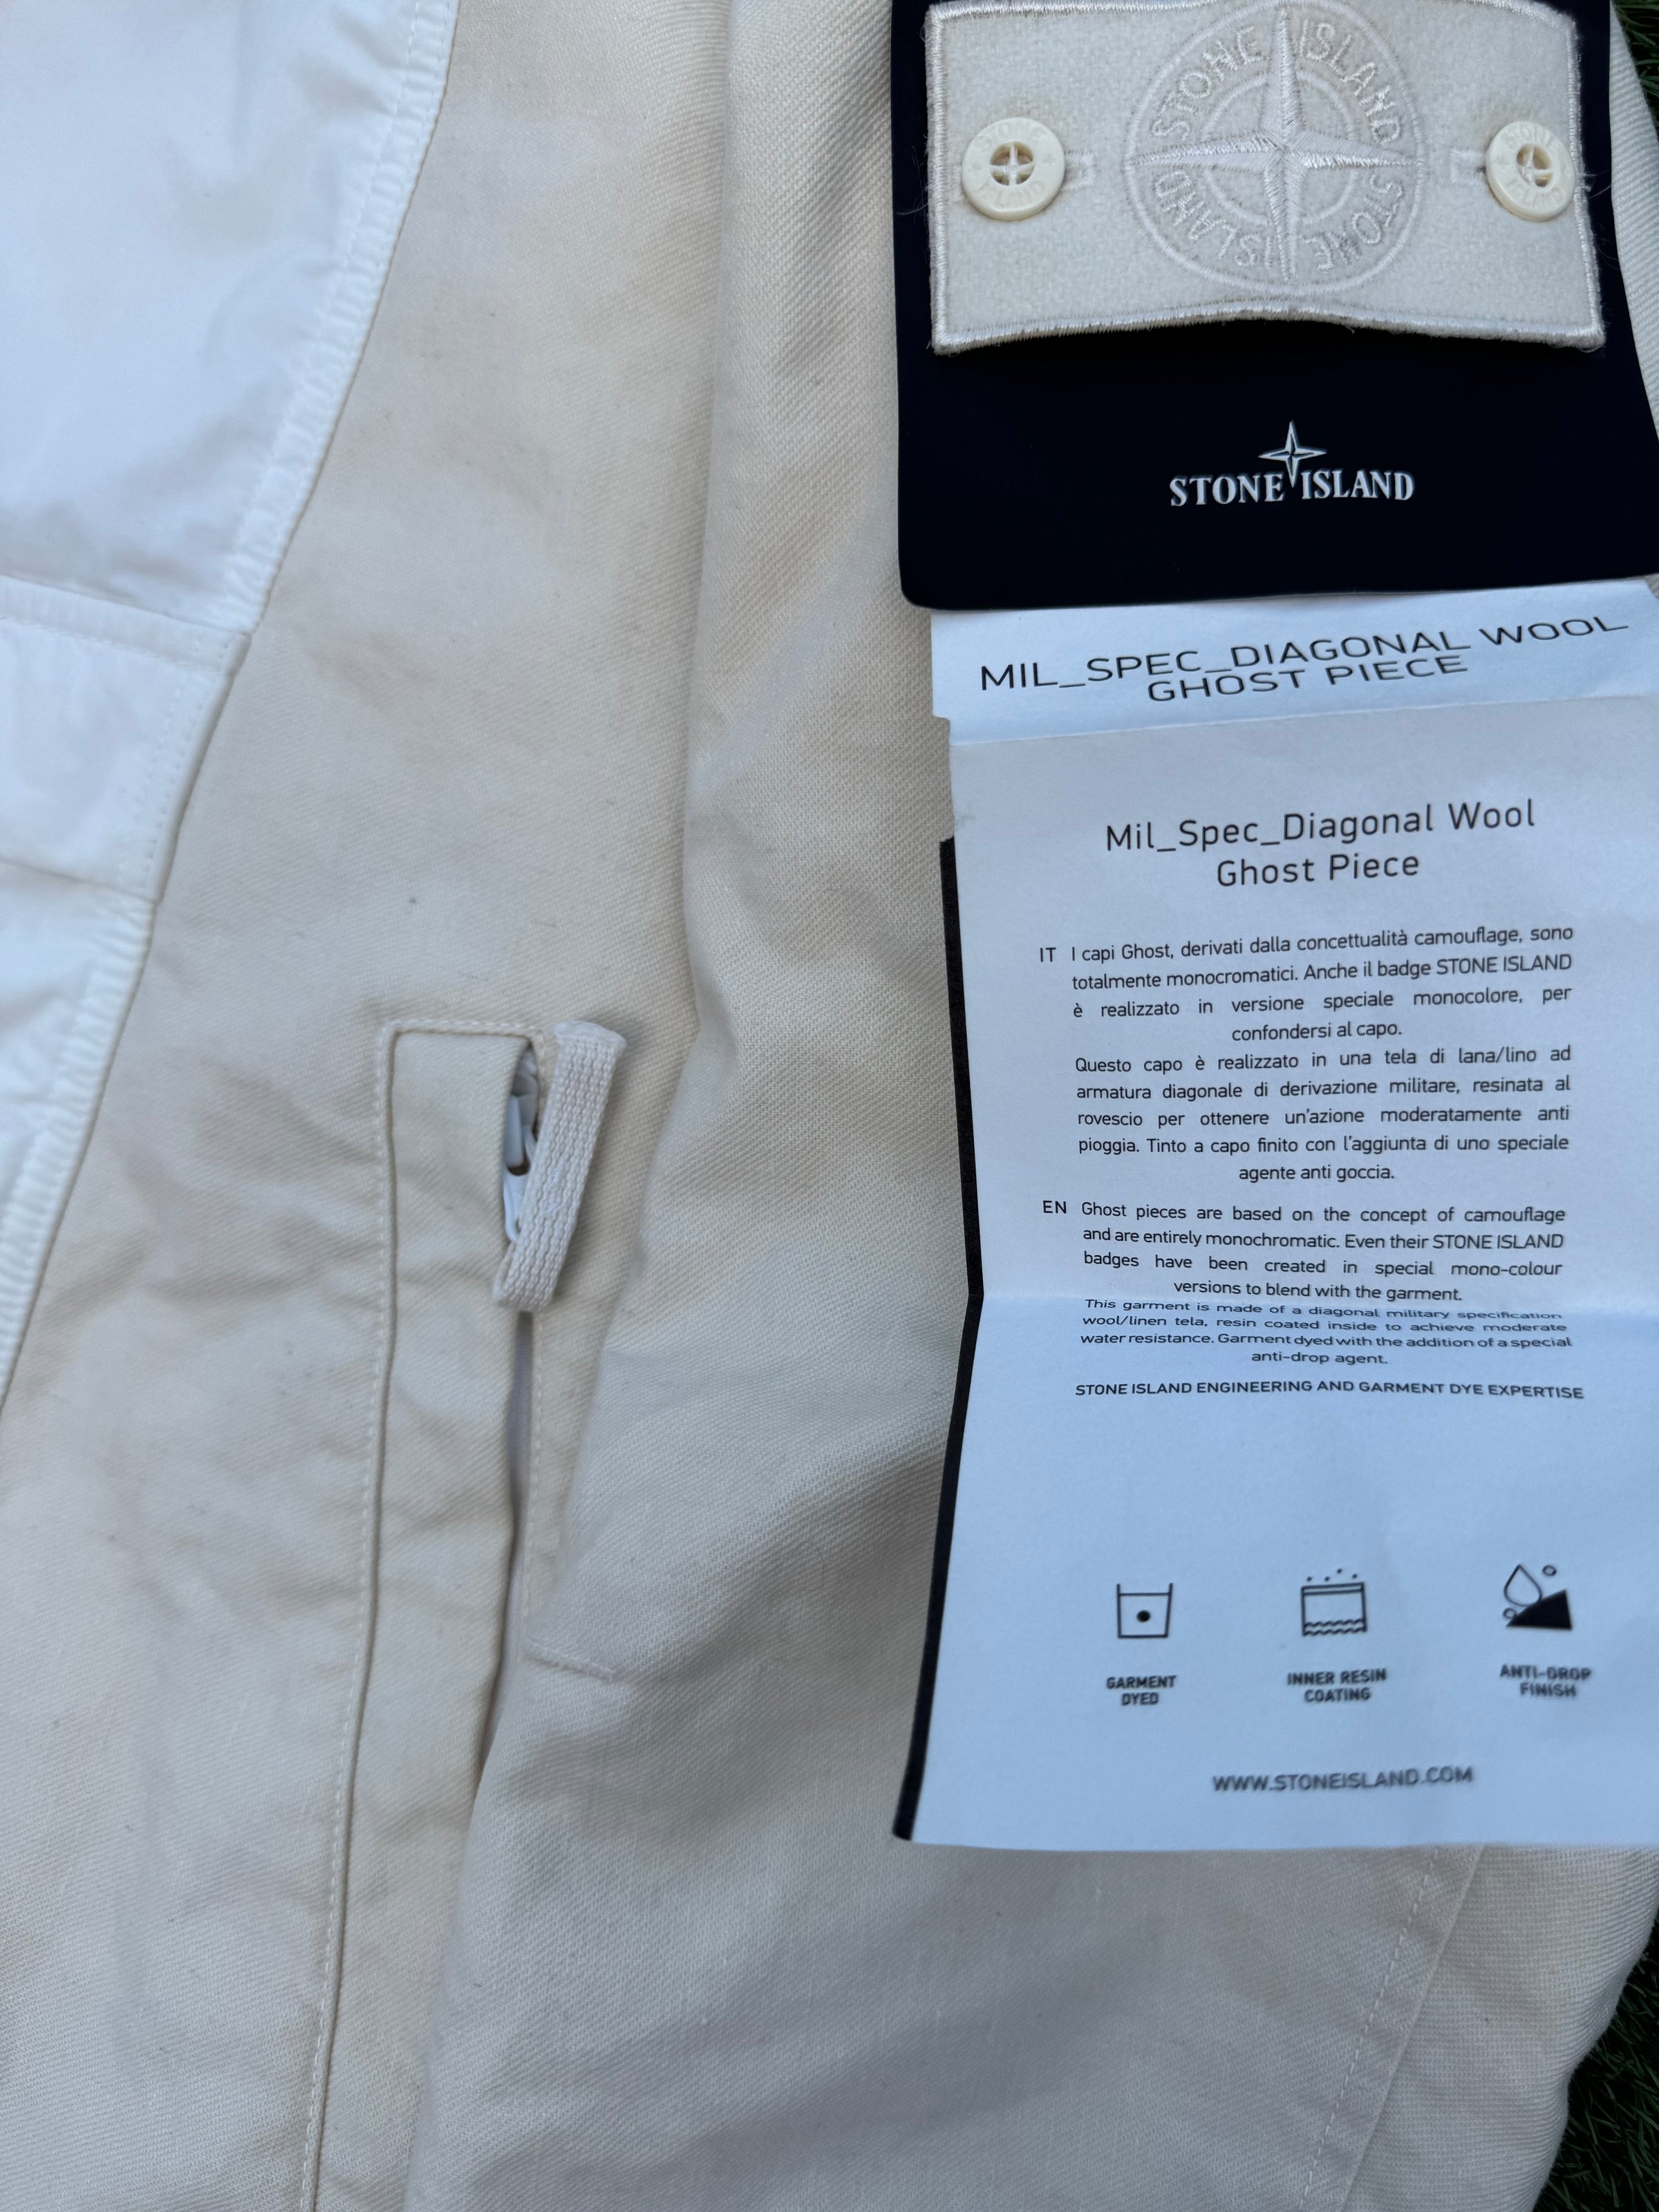 STONE ISLAND
STONE ISLAND
STONE ISLAND
MIL_SPEC_DIAGONAL WOOL
GHOST PIECE
Mil_Spec_Diagonal Wool
Ghost Piece
IT I capi Ghost, derivati dalla concettualità camouflage, sono
totalmente monocromatici. Anche il badge STONE ISLAND
è realizzato in versione speciale monocolore, per
confondersi al capo.
Questo capo è realizzato in una tela di lana/lino ad
armatura diagonale di derivazione militare, resinata al
rovescio per ottenere un'azione moderatamente anti
pioggia. Tinto a capo finito con l'aggiunta di uno speciale
agente anti goccia.
EN Ghost pieces are based on the concept of camouflage
and are entirely monochromatic. Even their STONE ISLAND
badges have been created in special mono-colour
versions to blend with the garment.
This garment is made of a diagonal military specification
wool/linen tela, resin coated inside to achieve moderate
water resistance. Garment dyed with the addition of a special
anti-drop agent.
STONE ISLAND ENGINEERING AND GARMENT DYE EXPERTISE
GARMENT
DYED
INNER RESIN
COATING
ANTI-DROP
FINISH
WWW.STONEISLAND.COM